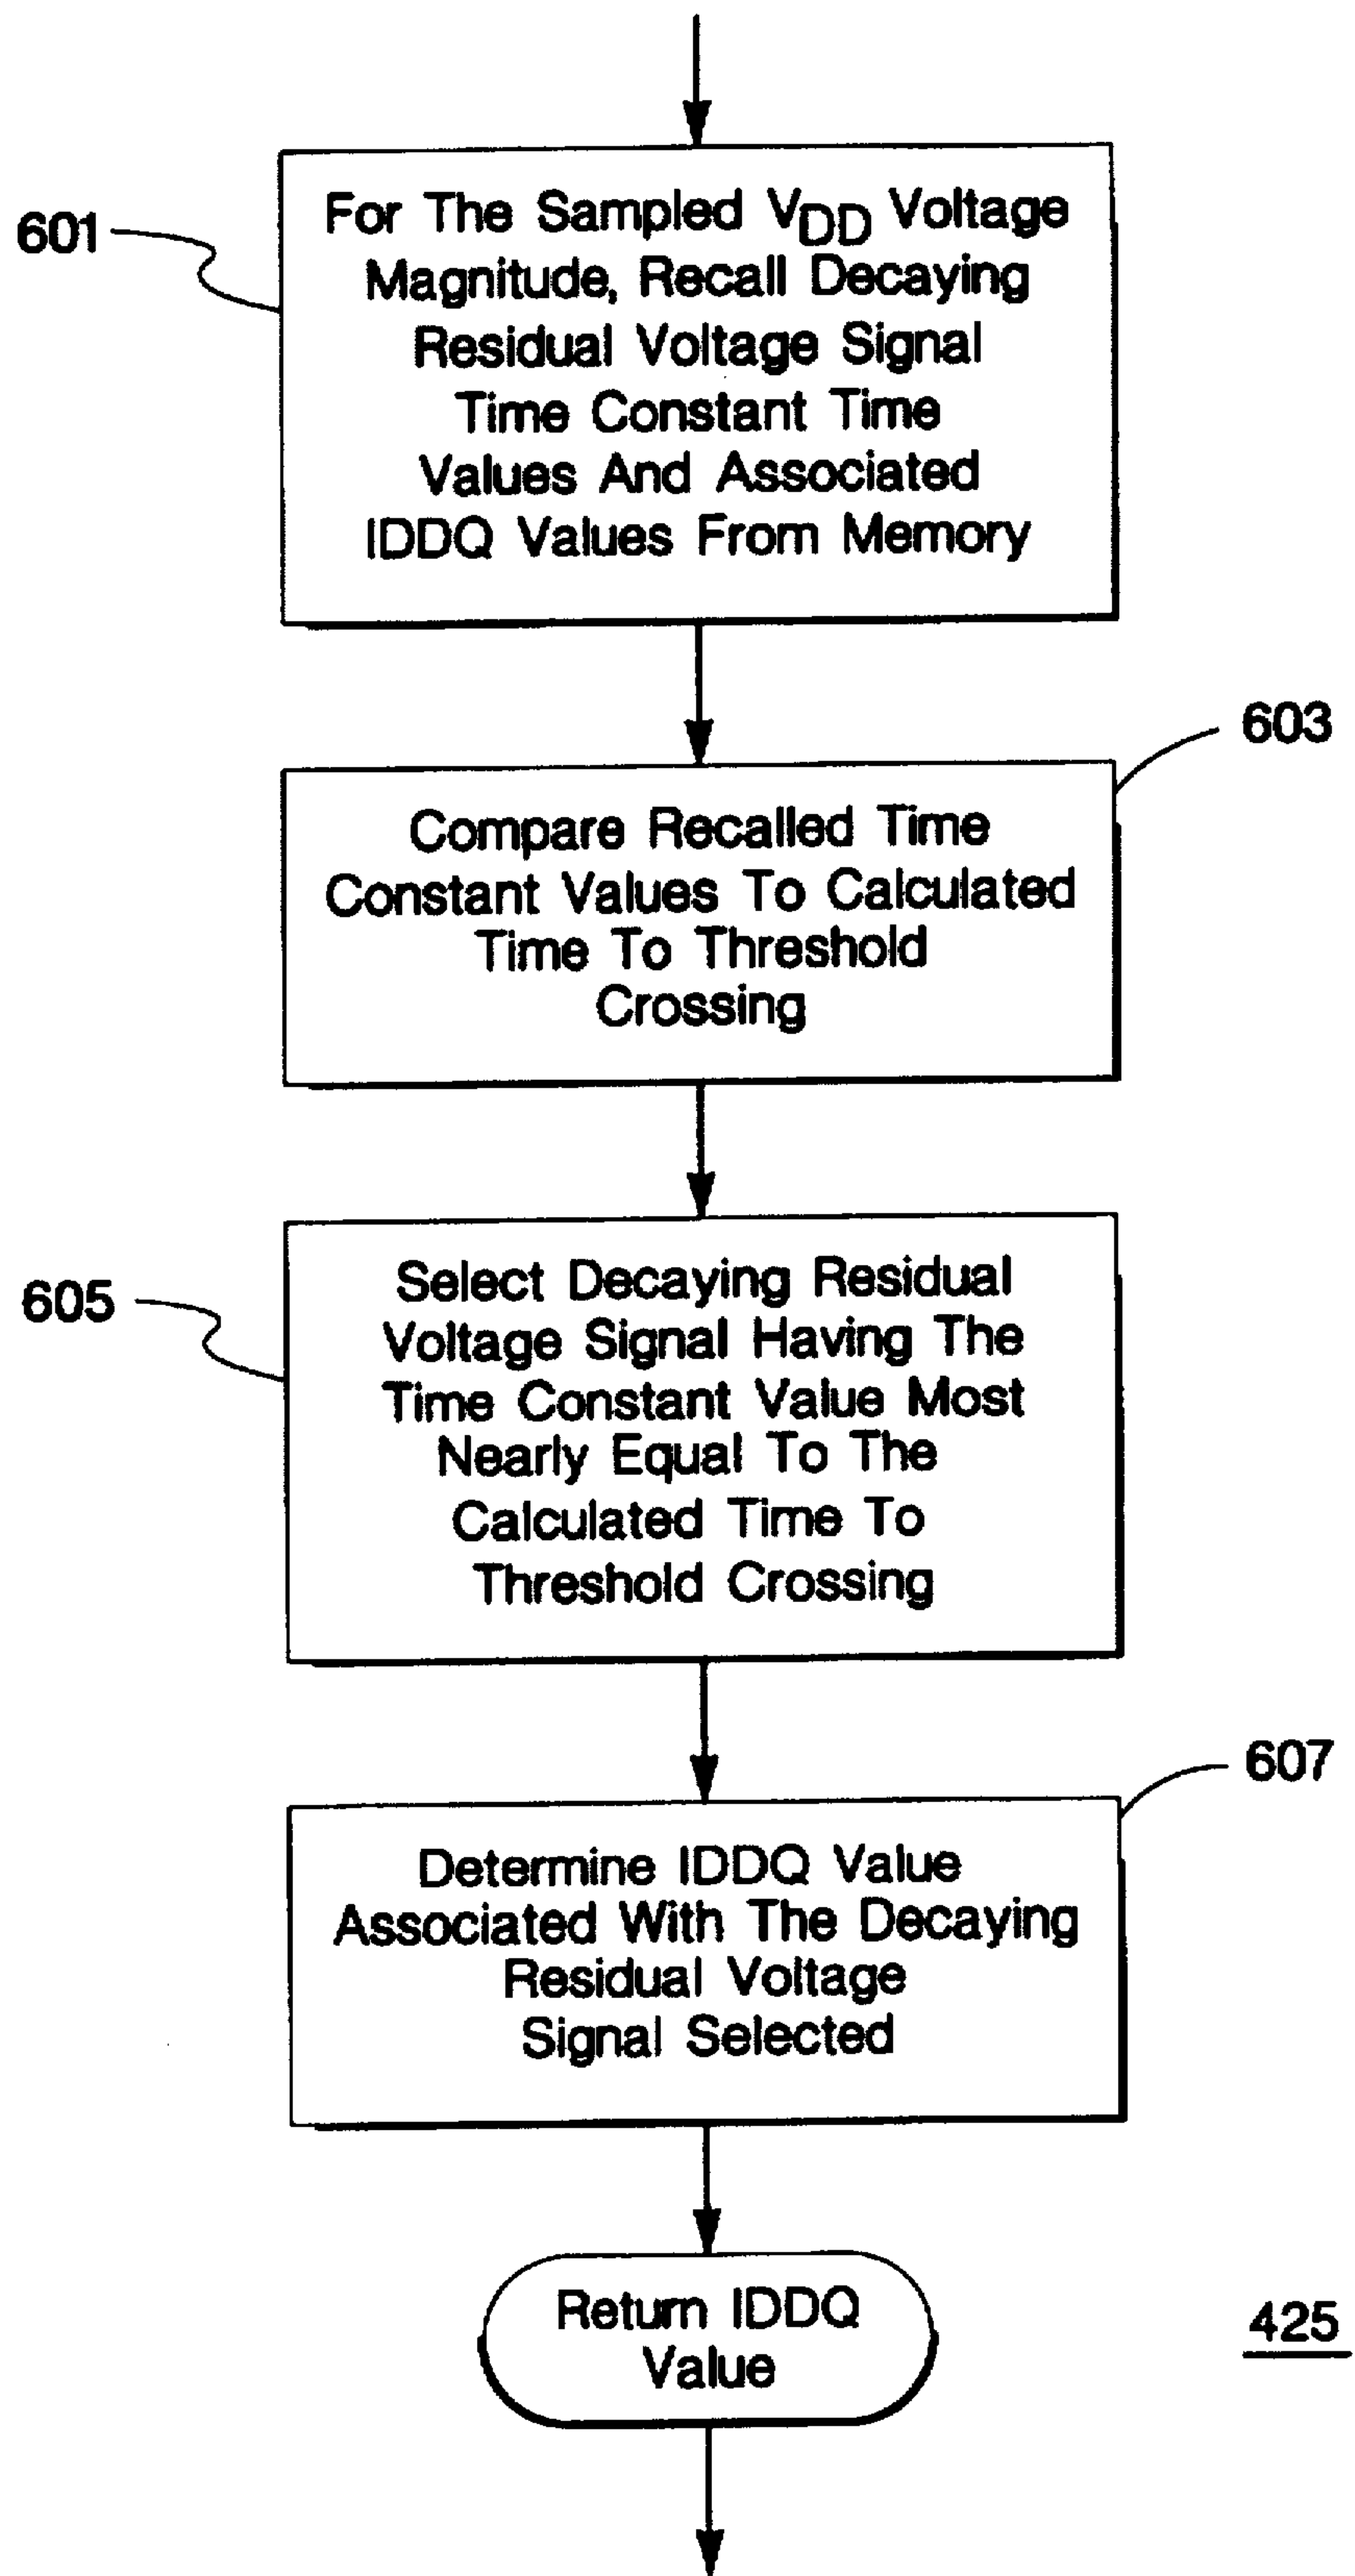 601
For The Sampled VDD Voltage
Magnitude, Recall Decaying
Residual Voltage Signal
Time Constant Time
Values And Associated
IDDQ Values From Memory
603
Compare Recalled Time
Constant Values To Calculated
Time To Threshold
Crossing
605
Select Decaying Residual
Voltage Signal Having The
Time Constant Value Most
Nearly Equal To The
Calculated Time To
Threshold Crossing
607
Determine IDDQ Value
Associated With The Decaying
Residual Voltage
Signal Selected
Return IDDQ
Value
425